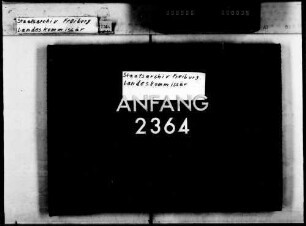 Staatsarchiv Freiburg
Landeskommissär
Staatsarchiv Freiburg
Landeskommissär
ANFANG
2364